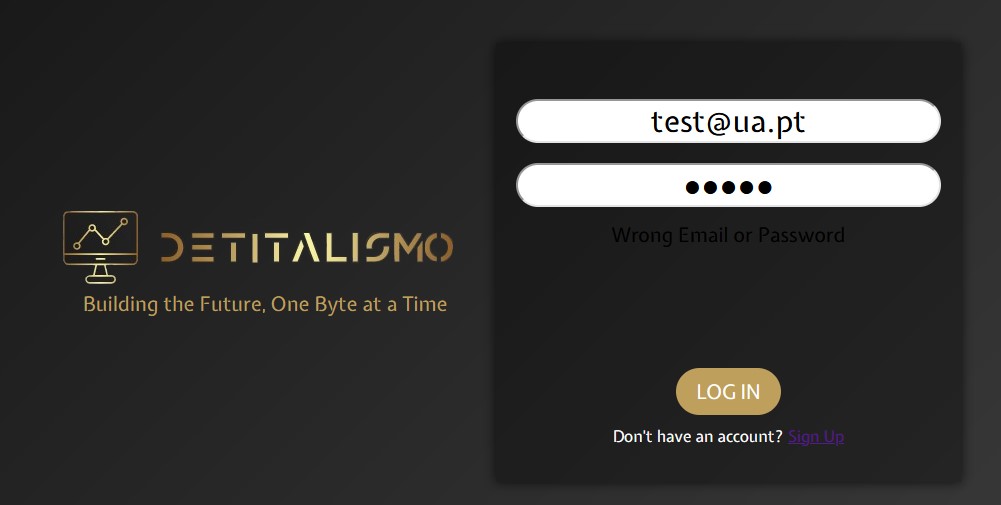 DETITALISMO
Building the Future, One Byte at a Time
test@ua.pt
●●●●●
Wrong Email or Password
LOG IN
Don't have an account? Sign Up